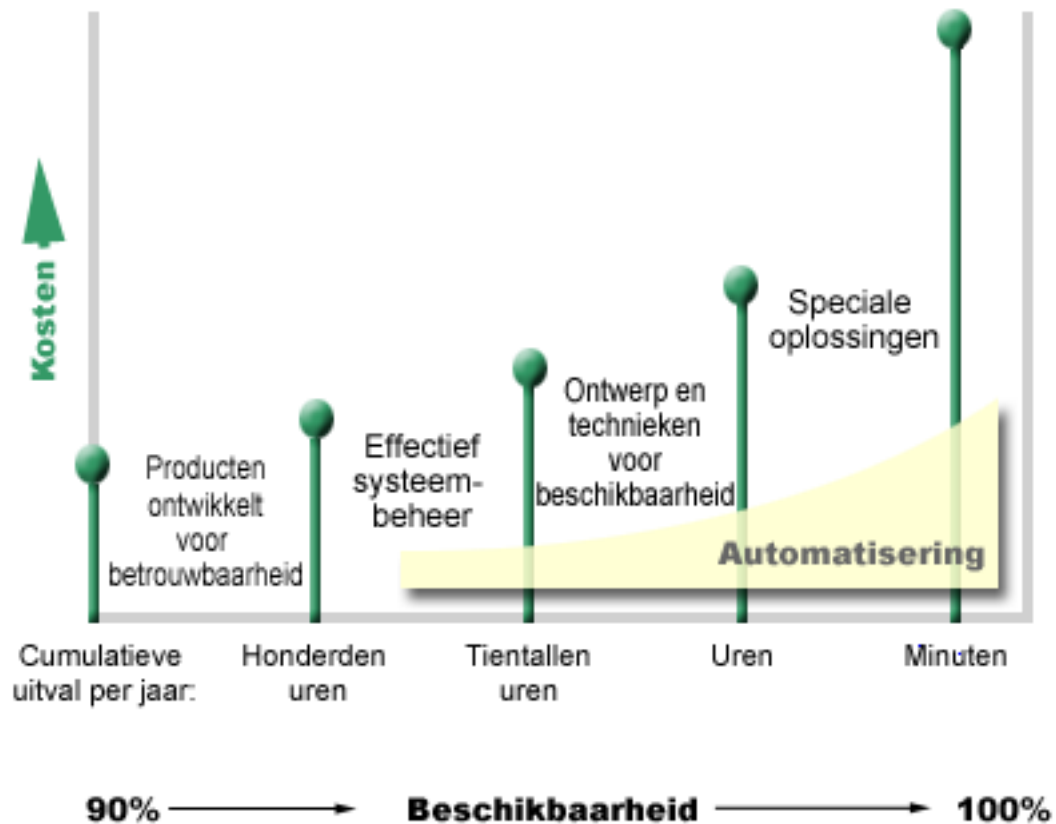 Kosten
Producten
ontwikkelt
voor
betrouwbaarheid
Effectief
systeem-
beheer
Ontwerp en
technieken
voor
beschikbaarheid
Speciale
oplossingen
Automatisering
Cumulatieve
uitval per jaar:
Honderden
uren
Tientallen
uren
Uren
Minuten
90% Beschikbaarheid 100%